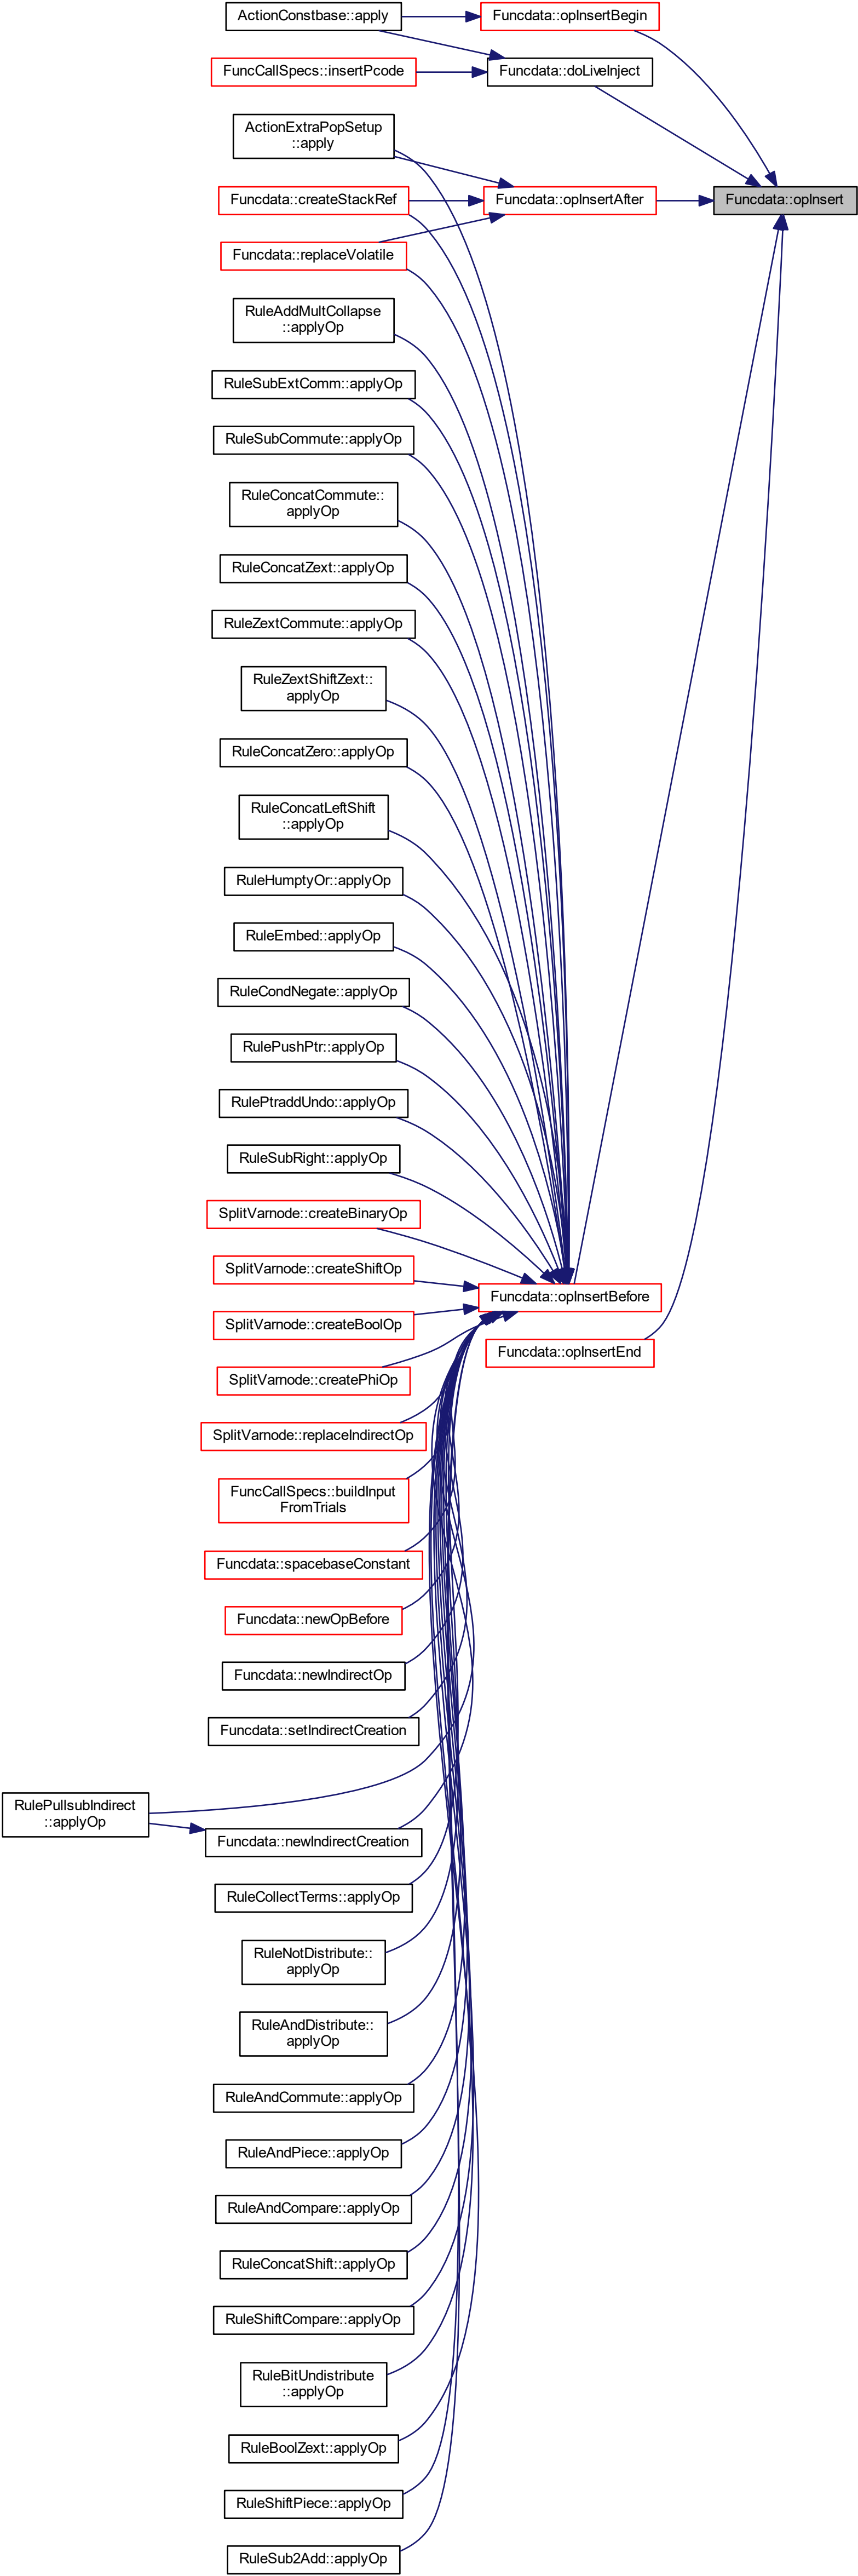 ActionConstbase::apply
Funcdata::opInsertBegin
FuncCallSpecs::insertPcode
Funcdata::doLiveInject
ActionExtraPopSetup
::apply
Funcdata::createStackRef
Funcdata::opInsertAfter
Funcdata::opInsert
Funcdata::replaceVolatile
RuleAddMultCollapse
::applyOp
RuleSubExtComm::applyOp
RuleSubCommute::applyOp
RuleConcatCommute::
applyOp
RuleConcatZext::applyOp
RuleZextCommute::applyOp
RuleZextShiftZext::
applyOp
RuleConcatZero::applyOp
RuleConcatLeftShift
::applyOp
RuleHumptyOr::applyOp
RuleEmbed::applyOp
RuleCondNegate::applyOp
RulePushPtr::applyOp
RulePtraddUndo::applyOp
RuleSubRight::applyOp
SplitVarnode::createBinaryOp
SplitVarnode::createShiftOp
Funcdata::opInsertBefore
SplitVarnode::createBoolOp
Funcdata::opInsertEnd
SplitVarnode::createPhiOp
SplitVarnode::replaceIndirectOp
FuncCallSpecs::buildInput
FromTrials
Funcdata::spacebaseConstant
Funcdata::newOpBefore
Funcdata::newIndirectOp
Funcdata::setIndirectCreation
RulePullsubIndirect
::applyOp
Funcdata::newIndirectCreation
RuleCollectTerms::applyOp
RuleNotDistribute::
applyOp
RuleAndDistribute::
applyOp
RuleAndCommute::applyOp
RuleAndPiece::applyOp
RuleAndCompare::applyOp
RuleConcatShift::applyOp
RuleShiftCompare::applyOp
RuleBitUndistribute
::applyOp
RuleBoolZext::applyOp
RuleShiftPiece::applyOp
RuleSub2Add::applyOp